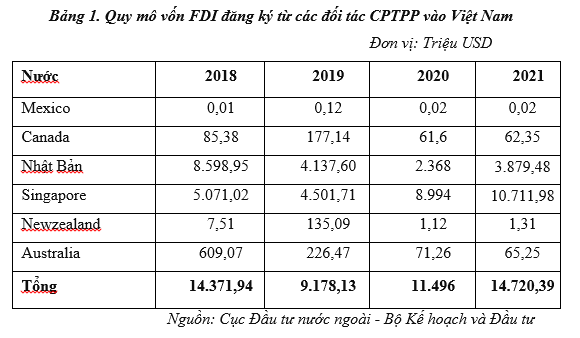 Bảng 1. Quy mô vốn FDI đăng ký từ các đối tác CPTPP vào Việt Nam
Đơn vị: Triệu USD
Nước 2018 2019 2020 2021
Mexico 0,01 0,12 0,02 0,02
Canada 85,38 177,14 61,6 62,35
Nhật Bản 8.598,95 4.137,60 2.368 3.879,48
Singapore 5.071,02 4.501,71 8.994 10.711,98
Newzealand 7,51 135,09 1,12 1,31
Australia 609,07 226,47 71,26 65,25
Tổng 14.371,94 9.178,13 11.496 14.720,39
Nguồn: Cục Đầu tư nước ngoài - Bộ Kế hoạch và Đầu tư